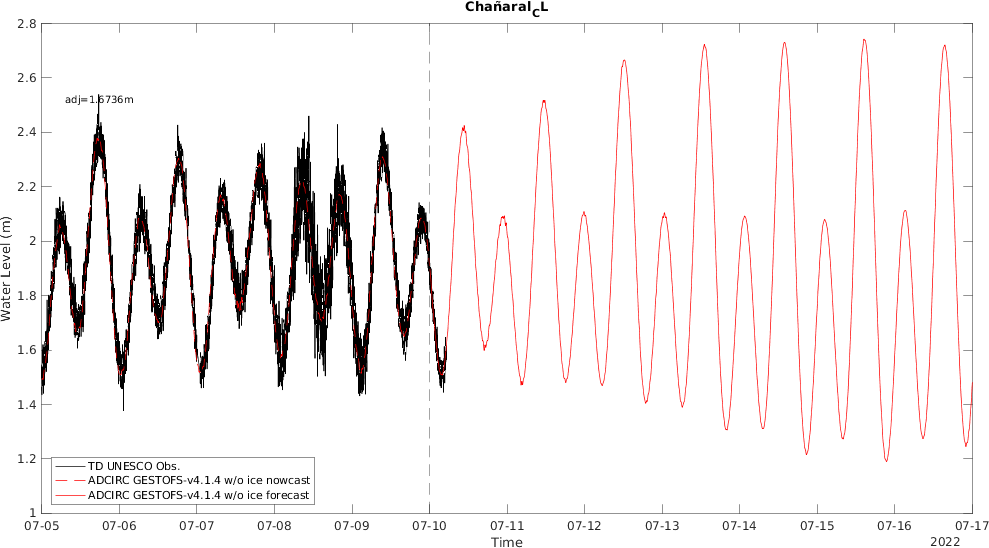 Chañaral_CL
2.8
2.6
adj=1.6736m
2.4
2.2
2
Water Level (m)
1.8
1.6
1.4
1.2
1
TD UNESCO Obs.
ADCIRC GESTOFS-v4.1.4 w/o ice nowcast
ADCIRC GESTOFS-v4.1.4 w/o ice forecast
07-05 07-06 07-07 07-08 07-09 07-10 07-11 07-12 07-13 07-14 07-15 07-16 07-17
Time
2022